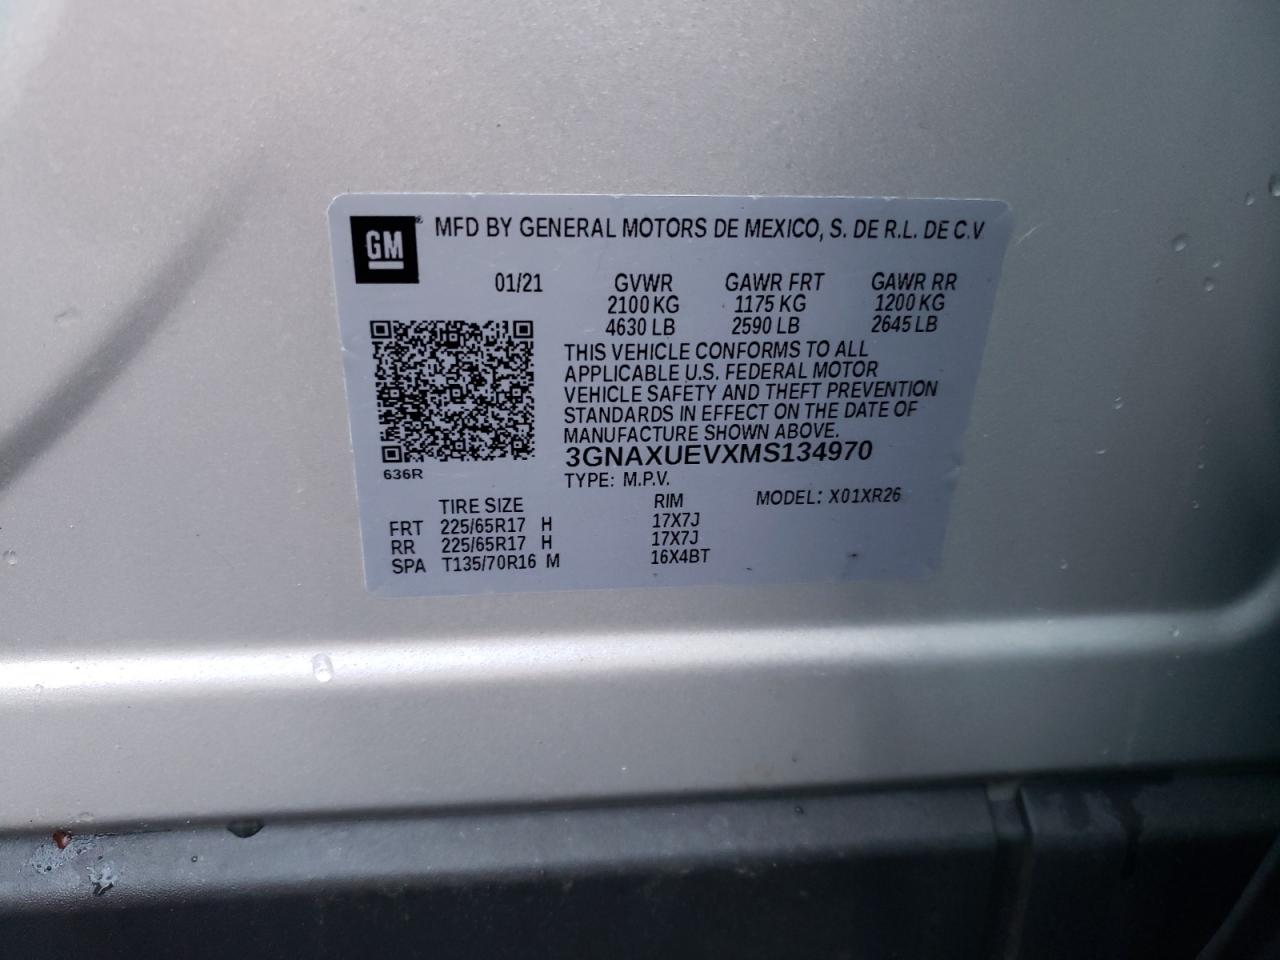 GM
MFD BY GENERAL MOTORS DE MEXICO, S. DE R.L. DE C.V
01/21 GVWR GAWR FRT GAWR RR
2100 KG 1175 KG 1200 KG
4630 LB 2590 LB 2645 LB
THIS VEHICLE CONFORMS TO ALL
APPLICABLE U.S. FEDERAL MOTOR
VEHICLE SAFETY AND THEFT PREVENTION
STANDARDS IN EFFECT ON THE DATE OF
MANUFACTURE SHOWN ABOVE.
3GNAXUEVXMS134970
636R
TYPE: M.P.V.
TIRE SIZE RIM MODEL: X01XR26
FRT 225/65R17 H 17X7J
RR 225/65R17 H 17X7J
SPA T135/70R16 M 16X4BT